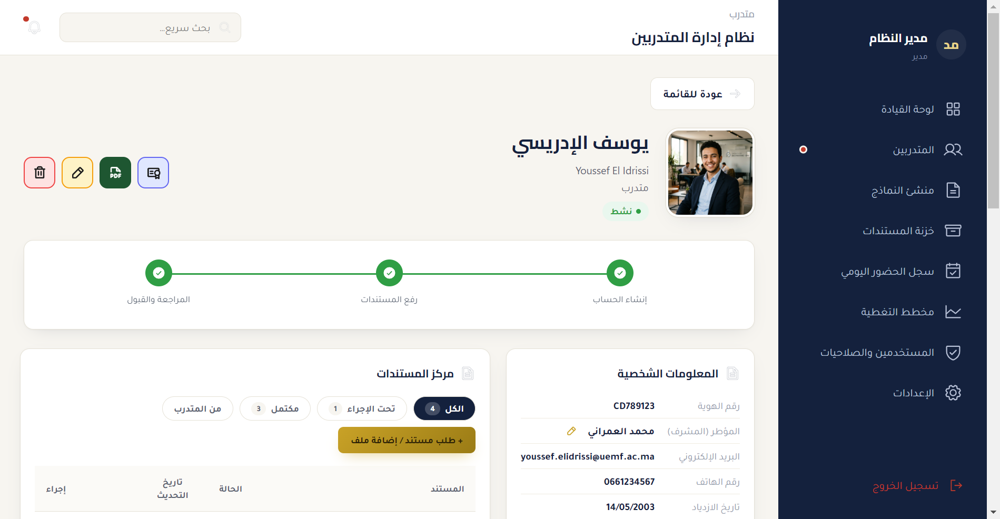 مدير النظام
مدير
مد
لوحة القيادة
المتدربين
منشئ النماذج
خزنة المستندات
سجل الحضور اليومي
مخطط التغطية
المستخدمين والصلاحيات
الإعدادات
تسجيل الخروج
متدرب
نظام إدارة المتدربين
بحث سريع...
عودة للقائمة
يوسف الإدريسي
Youssef El Idrissi
متدرب
نشط
PDF
إنشاء الحساب
رفع المستندات
المراجعة والقبول
المعلومات الشخصية
رقم الهوية CD789123
المؤطر (المشرف) محمد العمراني
البريد الإلكتروني youssef.elidrissi@uemf.ac.ma
رقم الهاتف 0661234567
تاريخ الازدياد 14/05/2003
مركز المستندات
الكل 4
تحت الإجراء 1
مكتمل 3
من المتدرب
+ طلب مستند / إضافة ملف
المستند
الحالة
تاريخ
التحديث
إجراء